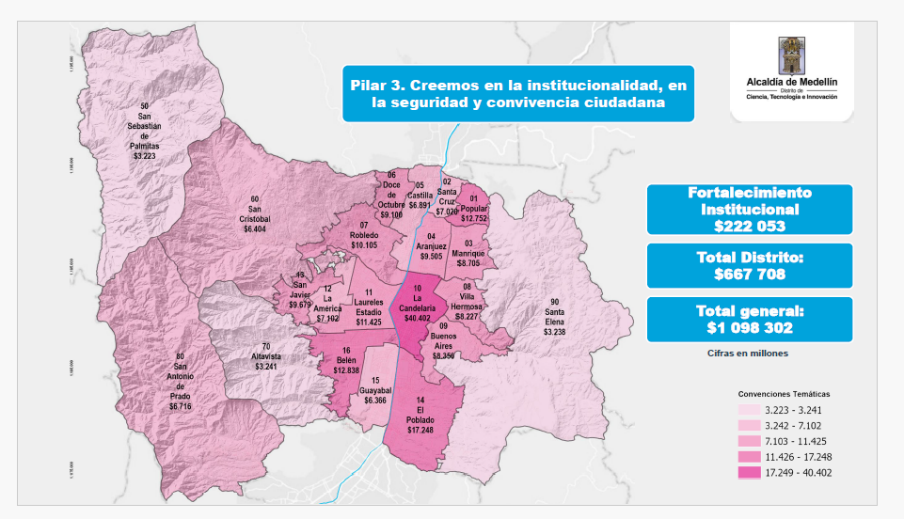 Pilar 3. Creemos en la institucionalidad, en
la seguridad y convivencia ciudadana
Alcaldía de Medellín
Distrito de
Ciencia, Tecnología e Innovación
50
San
Sebastián
de
Palmitas
$3.223
60
San
Cristóbal
$6.404
06
Doce
de
Octubre
$9.100
05
Castilla
$6.891
02
Santa
Cruz
01
Popular
$12.752
07
Robledo
$10.105
04
Aranjuez
$9.505
03
Manrique
$8.705
13
San
Javier
$9.679
12
La
América
$7.102
11
Laureles
Estadio
$11.425
10
La
Candelaria
$40.402
08
Villa
Hermosa
$8.227
09
Buenos
Aires
$8.350
90
Santa
Elena
$3.238
70
Altavista
$3.241
80
San
Antonio
de
Prado
$6.716
16
Belén
$12.838
15
Guayabal
$6.366
14
El
Poblado
$17.248
Fortalecimiento
Institucional
$222 053
Total Distrito:
$667 708
Total general:
$1 098 302
Cifras en millones
Convenciones Temáticas
3.223 - 3.241
3.242 - 7.102
7.103 - 11.425
11.426 - 17.248
17.249 - 40.402